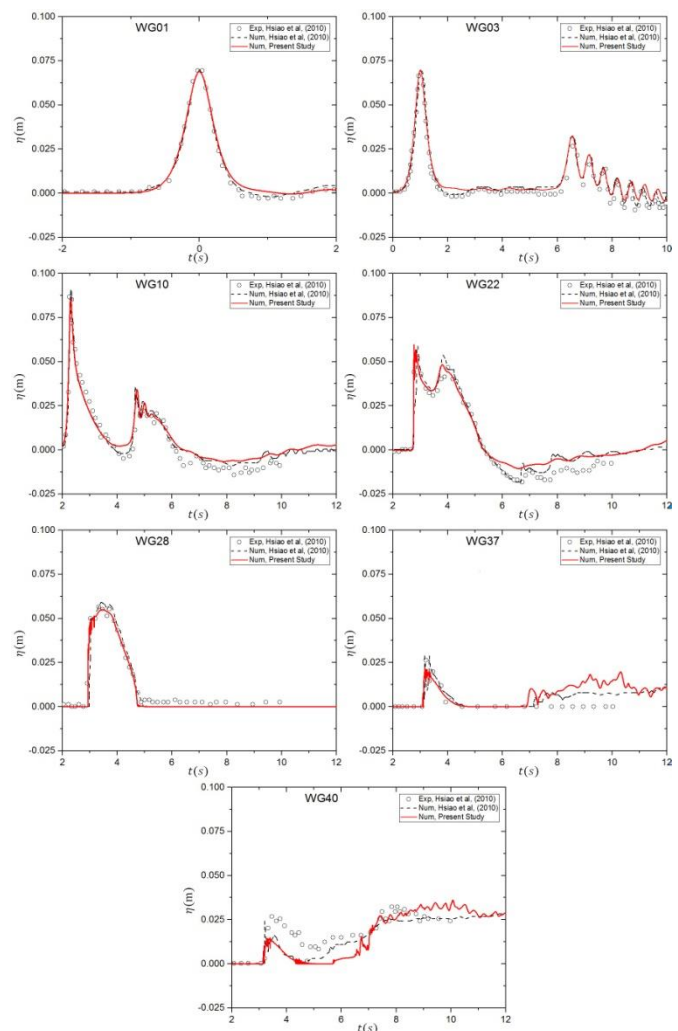 WG01
Exp, Hsiao et al, (2010)
Num, Hsiao et al, (2010)
Num, Present Study
0.100
0.075
0.050
0.025
0.000
-0.025
η(m)
-2 0 2
t(s)
WG03
Exp, Hsiao et al, (2010)
Num, Hsiao et al, (2010)
Num, Present Study
0.100
0.075
0.050
0.025
0.000
-0.025
η(m)
0 2 4 6 8 10
t(s)
WG10
Exp, Hsiao et al, (2010)
Num, Hsiao et al, (2010)
Num, Present Study
0.100
0.075
0.050
0.025
0.000
-0.025
η(m)
2 4 6 8 10 12
t(s)
WG22
Exp, Hsiao et al, (2010)
Num, Hsiao et al, (2010)
Num, Present Study
0.100
0.075
0.050
0.025
0.000
-0.025
η(m)
2 4 6 8 10 12
t(s)
WG28
Exp, Hsiao et al, (2010)
Num, Hsiao et al, (2010)
Num, Present Study
0.100
0.075
0.050
0.025
0.000
-0.025
η(m)
2 4 6 8 10 12
t(s)
WG37
Exp, Hsiao et al, (2010)
Num, Hsiao et al, (2010)
Num, Present Study
0.100
0.075
0.050
0.025
0.000
-0.025
η(m)
2 4 6 8 10 12
t(s)
WG40
Exp, Hsiao et al, (2010)
Num, Hsiao et al, (2010)
Num, Present Study
0.100
0.075
0.050
0.025
0.000
-0.025
η(m)
2 4 6 8 10 12
t(s)